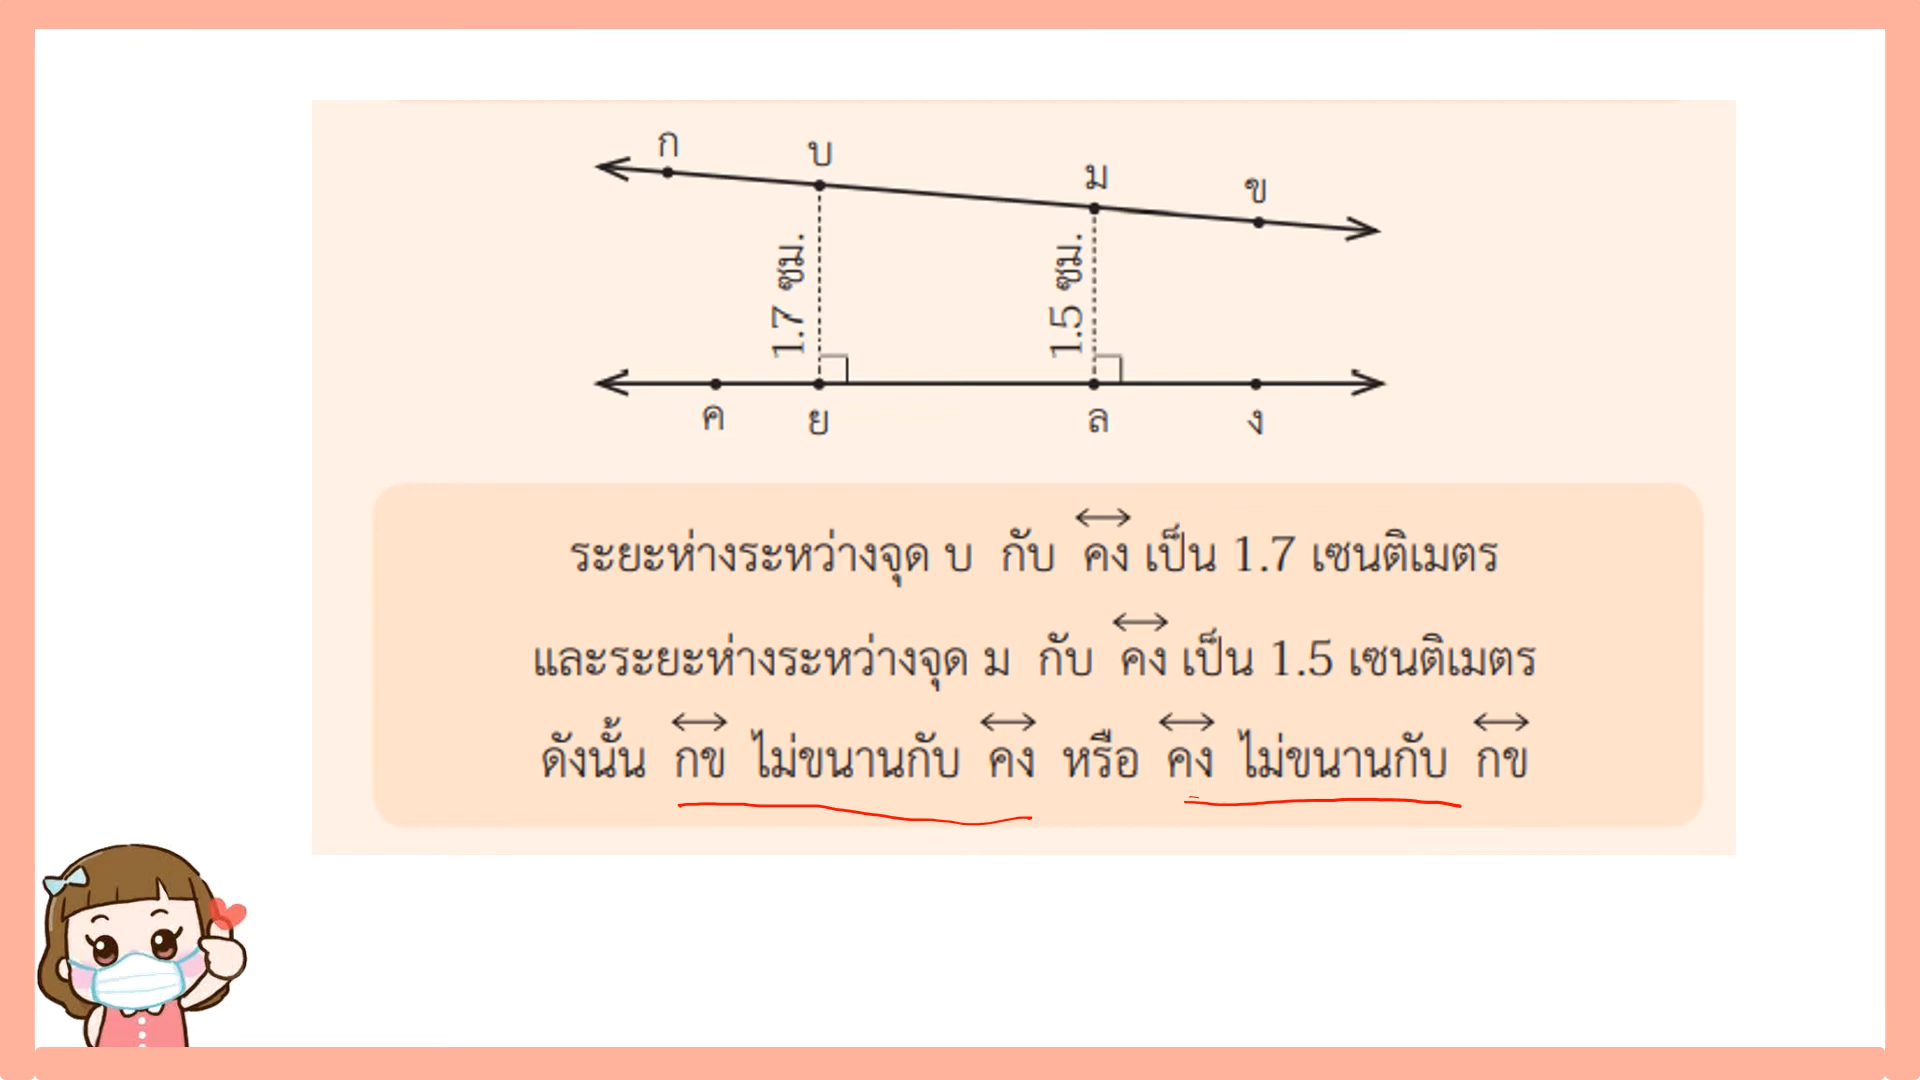 ก บ ม ข
1.7 ซม. 1.5 ซม.
ค ย ล ง
ระยะห่างระหว่างจุด บ กับ คง เป็น 1.7 เซนติเมตร
และระยะห่างระหว่างจุด ม กับ คง เป็น 1.5 เซนติเมตร
ดังนั้น กข ไม่ขนานกับ คง หรือ คง ไม่ขนานกับ กข